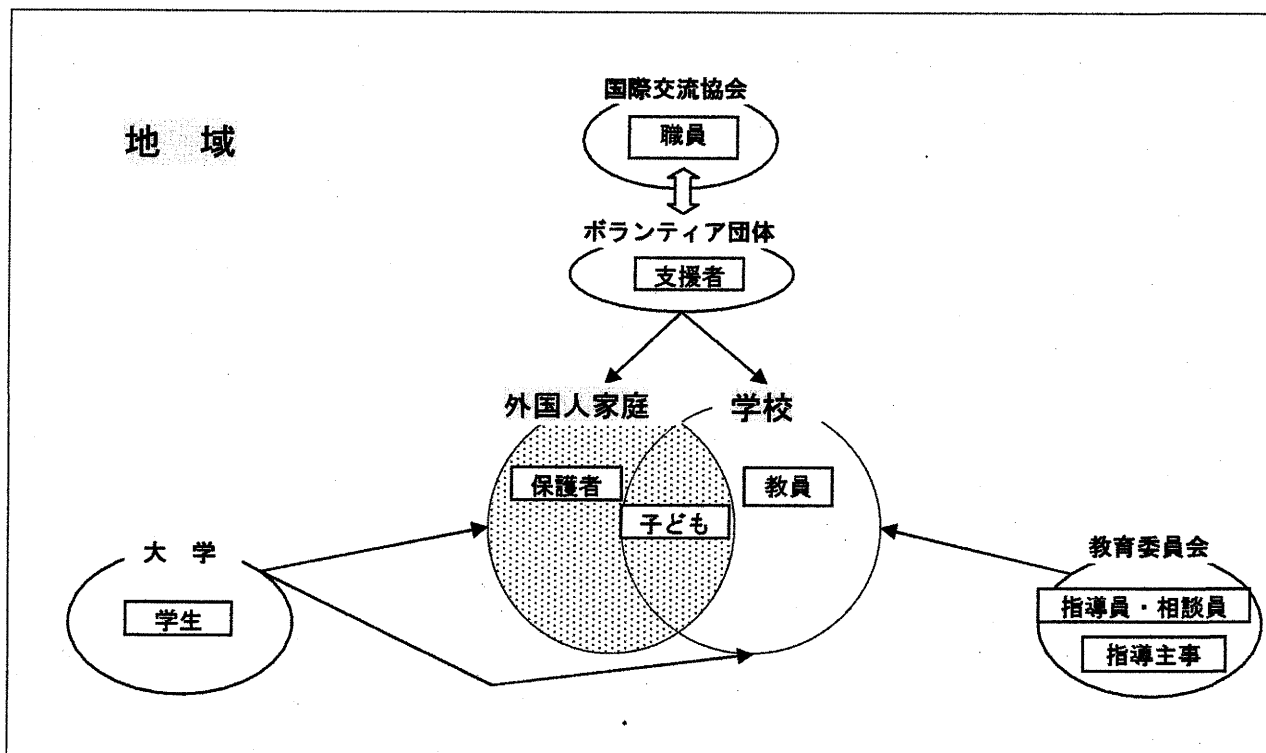 地 域
国際交流協会
職員
ボランティア団体
支援者
外国人家庭
学校
保護者
教員
子ども
大 学
学生
教育委員会
指導員・相談員
指導主事